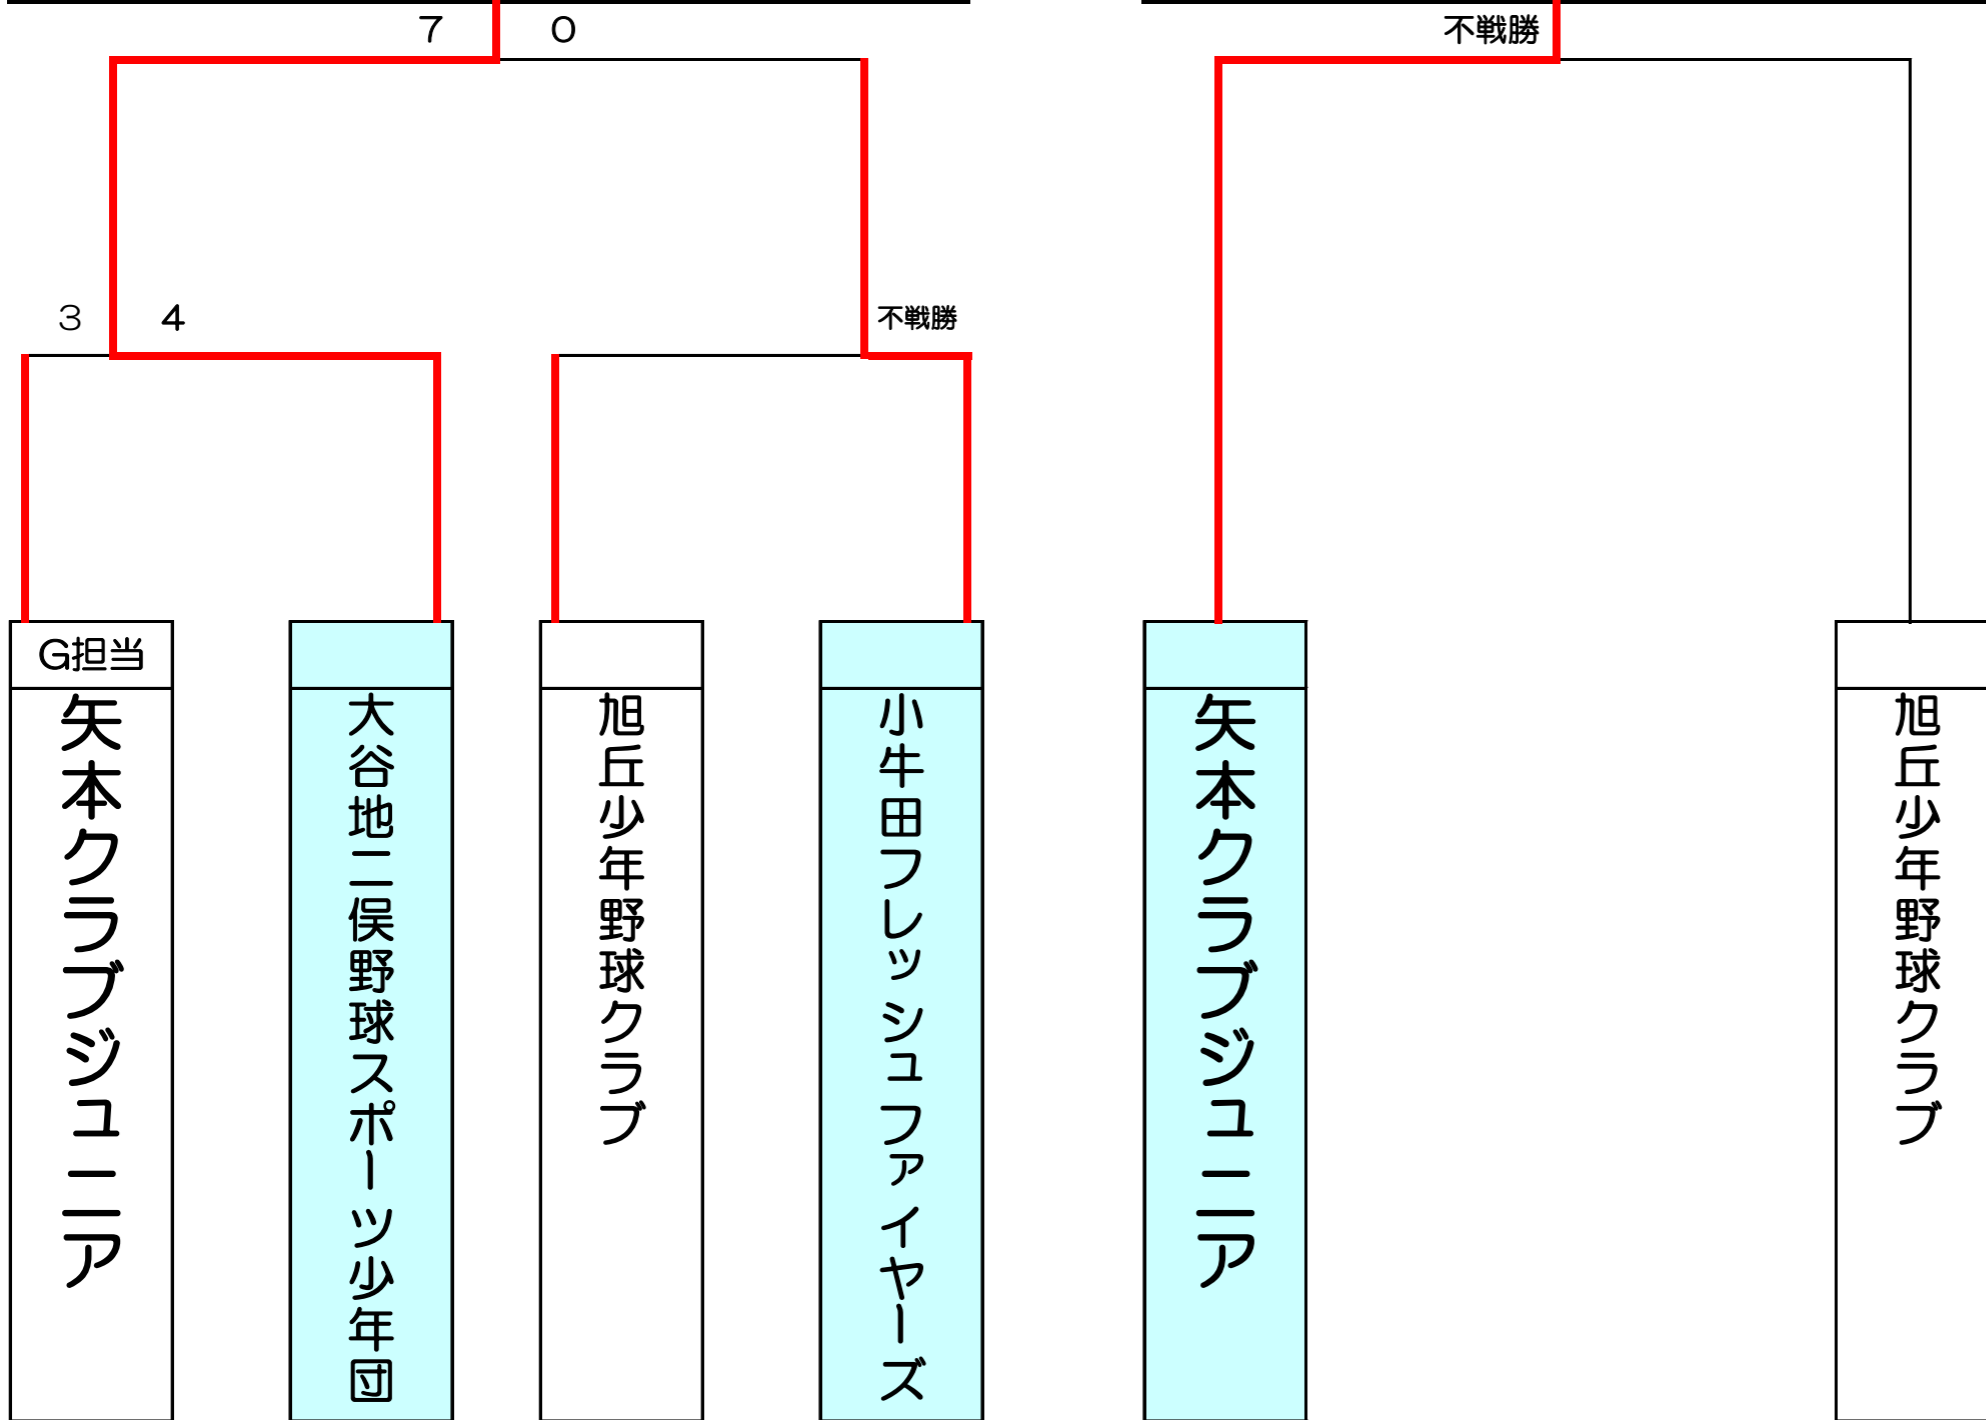 ７　０
不戦勝
３　４
不戦勝
G担当
矢本クラブジュニア
大谷地二俣野球スポーツ少年団
旭丘少年野球クラブ
小牛田フレッシュファイヤーズ
矢本クラブジュニア
旭丘少年野球クラブ